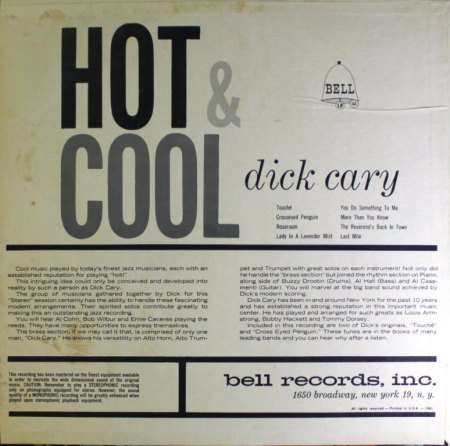 HOT &
COOL
BELL
LP 44
dick cary
Touché
Crosseyed Penguin
Roseroom
Lady In A Lavender Mist
You Do Something To Me
More Than You Know
The Reverend's Back In Town
Last Mile
Cool music played by today's finest jazz musicians, each with an
established reputation for playing "hot!"
This intriguing idea could only be conceived and developed into
reality by such a person as Dick Cary.
The group of musicians gathered together by Dick for this
"Stereo" session certainly has the ability to handle these fascinating
modern arrangements. Their spirited solos contribute greatly to
making this an outstanding jazz recording.
You will hear Al Cohn, Bob Wilbur and Ernie Caceres playing the
reeds. They have many opportunities to express themselves.
The brass section, if we may call it that, is comprised of only one
man, "Dick Cary." He shows his versatility on Alto Horn, Alto Trum-
pet and Trumpet with great solos on each instrument! Not only did
he handle the "brass section" but joined the rhythm section on Piano,
along side of Buzzy Drootin (Drums), Al Hall (Bass) and Al Casa-
menti (Guitar). You will marvel at the big band sound achieved by
Dick's modern scoring.
Dick Cary has been in and around New York for the past 10 years
and has established a strong reputation in this important music
center. He has played and arranged for such greats as Louis Arm-
strong, Bobby Hackett and Tommy Dorsey.
Included in this recording are two of Dick's originals, "Touché"
and "Cross Eyed Penguin." These tunes are in the books of many
leading bands and you can hear why after a listen.
This recording has been mastered on the finest equipment available
in order to recreate the wide dimensional sound of the original
music. CAUTION: Remember to play a STEREOPHONIC recording
only on phonographs equipped for stereo. However, the sound
quality of a MONOPHONIC recording will be greatly enhanced when
played upon stereophonic playback equipment.
bell records, inc.
1650 broadway, new york 19, n. y.
All rights reserved — Printed in U.S.A. — 1961